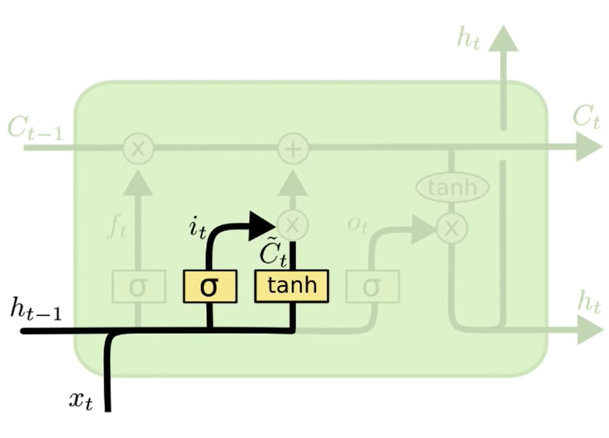 h_t
C_{t-1} C_t
x +
tanh
f_t i_t x o_t x
C̃_t
σ σ tanh σ
h_{t-1} h_t
x_t